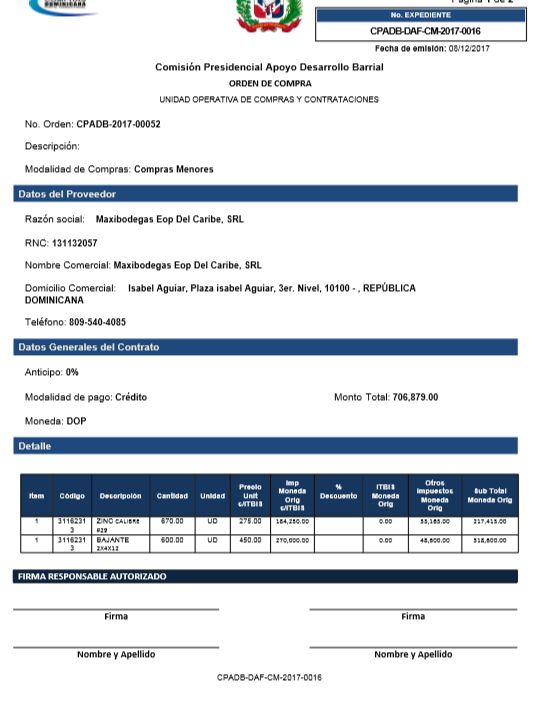 DOMINICANA
Página 1 de 2
No. EXPEDIENTE
CPADB-DAF-CM-2017-0016
Fecha de emisión: 08/12/2017
Comisión Presidencial Apoyo Desarrollo Barrial
ORDEN DE COMPRA
UNIDAD OPERATIVA DE COMPRAS Y CONTRATACIONES
No. Orden: CPADB-2017-00052
Descripción:
Modalidad de Compras: Compras Menores
Datos del Proveedor
Razón social: Maxibodegas Eop Del Caribe, SRL
RNC: 131132057
Nombre Comercial: Maxibodegas Eop Del Caribe, SRL
Domicilio Comercial: Isabel Aguiar, Plaza isabel Aguiar, 3er. Nivel, 10100 - , REPÚBLICA
DOMINICANA
Teléfono: 809-540-4085
Datos Generales del Contrato
Anticipo: 0%
Modalidad de pago: Crédito Monto Total: 706,879.00
Moneda: DOP
Detalle
Item Código Descripción Cantidad Unidad Precio Unit s/ITBIS Imp Moneda Orig s/ITBIS % Descuento ITBIS Moneda Orig Otros Impuestos Moneda Orig Sub Total Moneda Orig
1 31162313 ZINC CALIBRE #29 670.00 UD 275.00 184,250.00 0.00 33,165.00 217,415.00
1 31162313 BAJANTE 2X4X12 600.00 UD 450.00 270,000.00 0.00 48,600.00 318,600.00
FIRMA RESPONSABLE AUTORIZADO
Firma Firma
Nombre y Apellido Nombre y Apellido
CPADB-DAF-CM-2017-0016